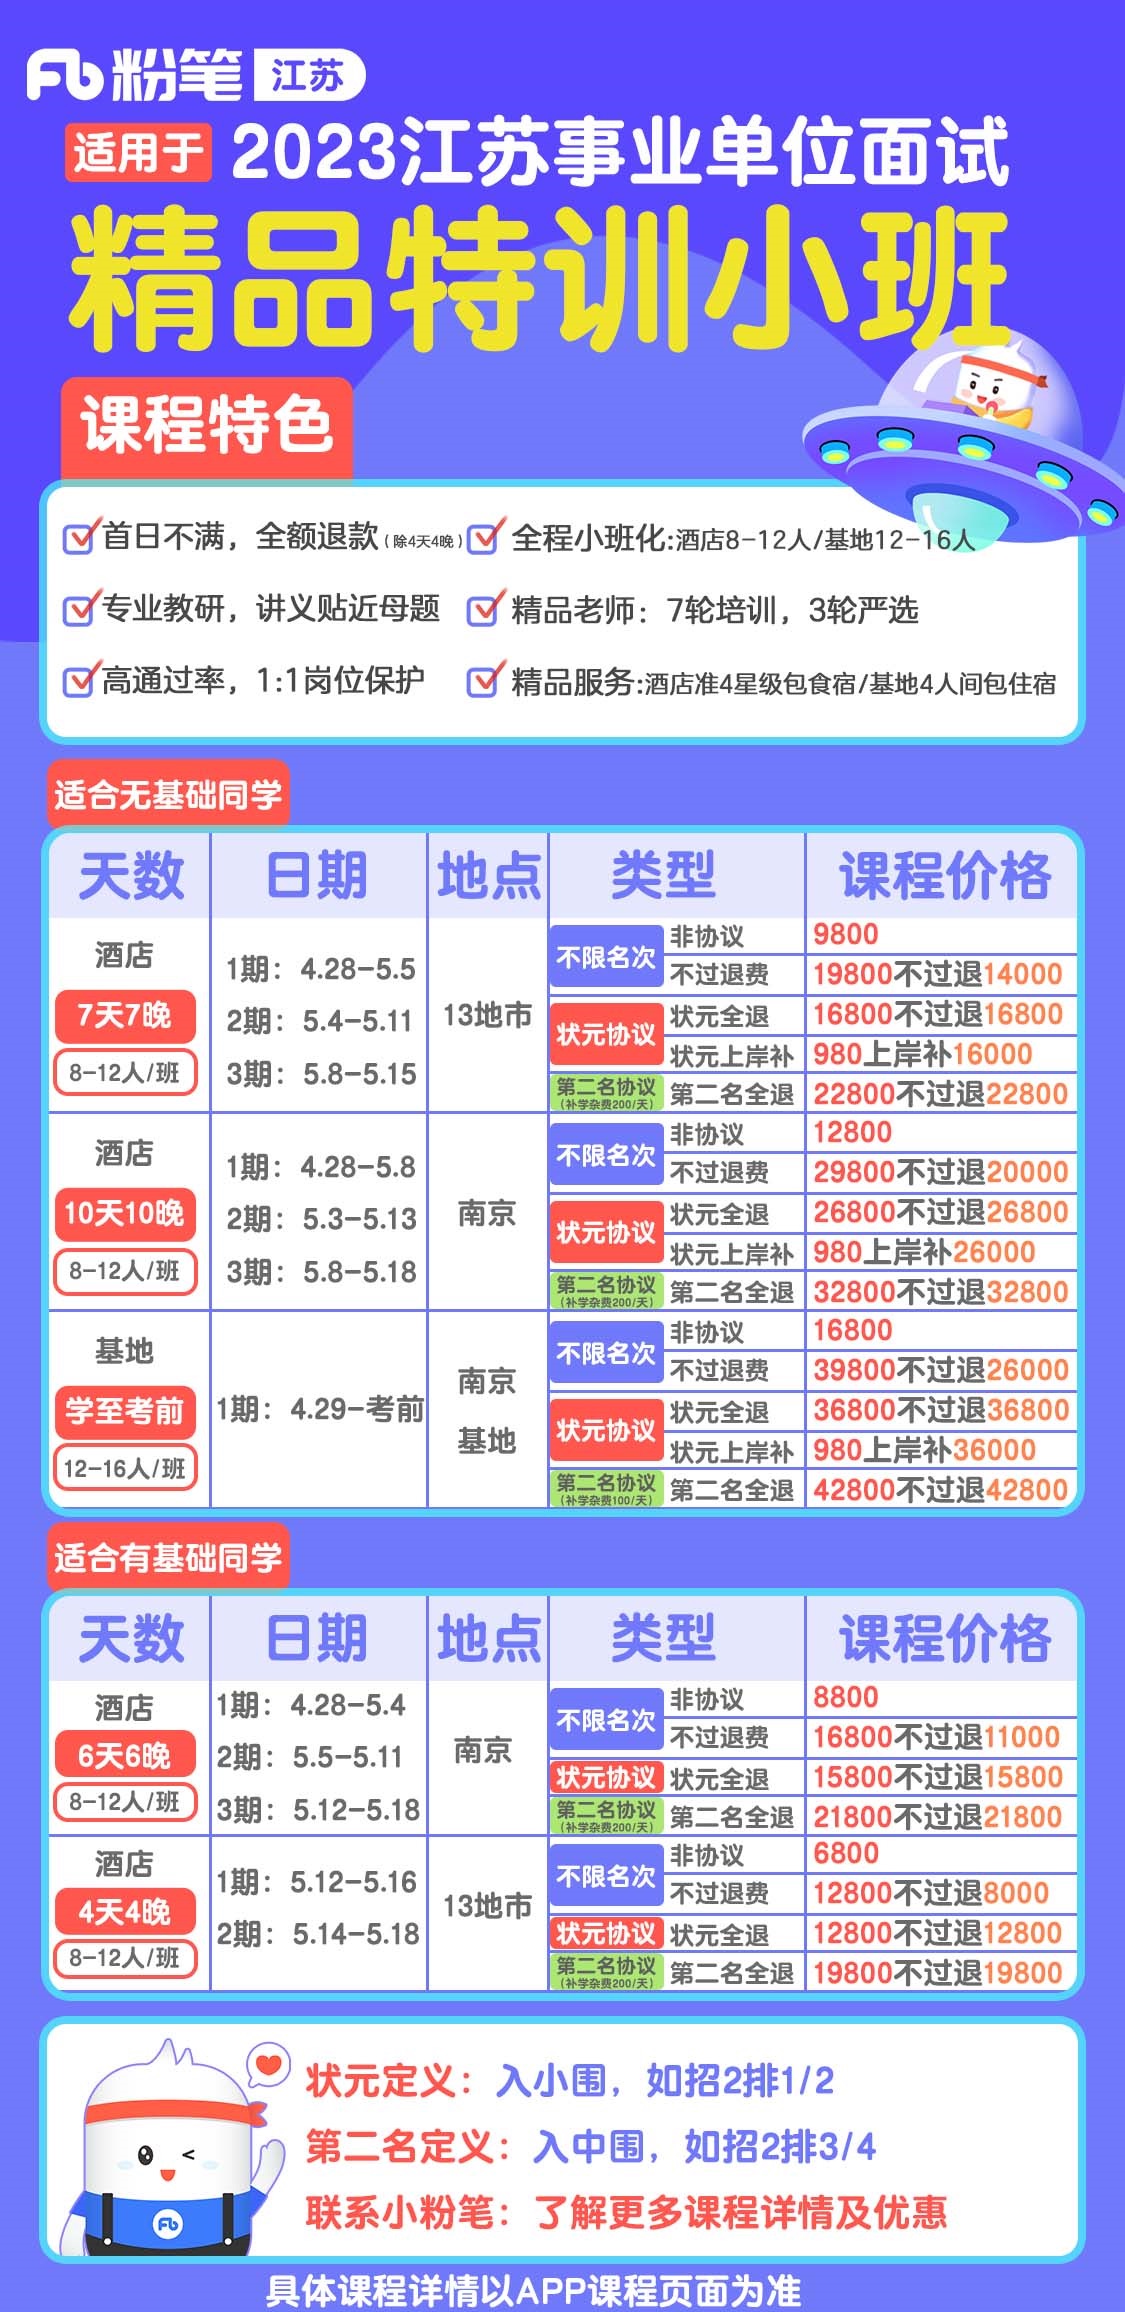 Fb粉笔 江苏
适用于 2023江苏事业单位面试
精品特训小班
课程特色
首日不满，全额退款（除4天4晚） 全程小班化:酒店8-12人/基地12-16人
专业教研，讲义贴近母题 精品老师：7轮培训，3轮严选
高通过率，1:1岗位保护 精品服务:酒店准4星级包食宿/基地4人间包住宿
适合无基础同学
天数 日期 地点 类型 课程价格
酒店
7天7晚
8-12人/班
1期：4.28-5.5
2期：5.4-5.11
3期：5.8-5.15
13地市
不限名次 非协议 9800
不过退费 19800不过退14000
状元协议 状元全退 16800不过退16800
状元上岸补 980上岸补16000
第二名协议（补学杂费200/天） 第二名全退 22800不过退22800
酒店
10天10晚
8-12人/班
1期：4.28-5.8
2期：5.3-5.13
3期：5.8-5.18
南京
不限名次 非协议 12800
不过退费 29800不过退20000
状元协议 状元全退 26800不过退26800
状元上岸补 980上岸补26000
第二名协议（补学杂费200/天） 第二名全退 32800不过退32800
基地
学至考前
12-16人/班
1期：4.29-考前
南京
基地
不限名次 非协议 16800
不过退费 39800不过退26000
状元协议 状元全退 36800不过退36800
状元上岸补 980上岸补36000
第二名协议（补学杂费100/天） 第二名全退 42800不过退42800
适合有基础同学
天数 日期 地点 类型 课程价格
酒店
6天6晚
8-12人/班
1期：4.28-5.4
2期：5.5-5.11
3期：5.12-5.18
南京
不限名次 非协议 8800
不过退费 16800不过退11000
状元协议 状元全退 15800不过退15800
第二名协议（补学杂费200/天） 第二名全退 21800不过退21800
酒店
4天4晚
8-12人/班
1期：5.12-5.16
2期：5.14-5.18
13地市
不限名次 非协议 6800
不过退费 12800不过退8000
状元协议 状元全退 12800不过退12800
第二名协议（补学杂费200/天） 第二名全退 19800不过退19800
状元定义：入小围，如招2排1/2
第二名定义：入中围，如招2排3/4
联系小粉笔：了解更多课程详情及优惠
Fb
具体课程详情以APP课程页面为准